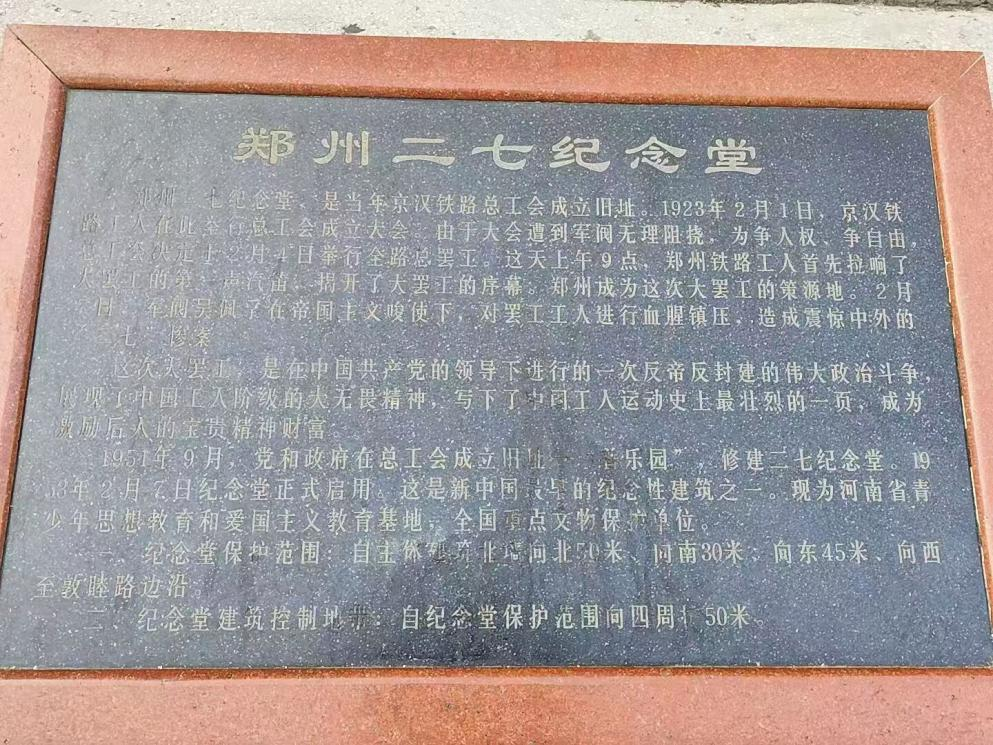 郑州二七纪念堂
郑州 七纪念堂，是当年京汉铁路总工会成立旧址。1923年2月1日，京汉铁
路工人在此举行总工会成立大会。由于大会遭到军阀无理阻挠，为争人权、争自由，
总工会决定于2月4日举行全路总罢工。这天上午9点，郑州铁路工人首先拉响了
大罢工的第一声汽笛，揭开了大罢工的序幕。郑州成为这次大罢工的策源地。2月
日，军阀吴佩孚在帝国主义唆使下，对罢工工人进行血腥镇压，造成震惊中外的
七 惨案
这次大罢工，是在中国共产党的领导下进行的一次反帝反封建的伟大政治斗争，
展现了中国工人阶级的大无畏精神，写下了中国工人运动史上最壮烈的一页，成为
激励后人的宝贵精神财富。
1951年9月，党和政府在总工会成立旧址 乐园”，修建二七纪念堂。19
53年2月7日纪念堂正式启用。这是新中国最早的纪念性建筑之一。现为河南省青
少年思想教育和爱国主义教育基地，全国重点文物保护单位。
一、纪念堂保护范围：自主体建筑北墙向北50米、向南30米；向东45米、向西
至敦睦路边沿。
二、纪念堂建筑控制地带：自纪念堂保护范围向四周 50米。